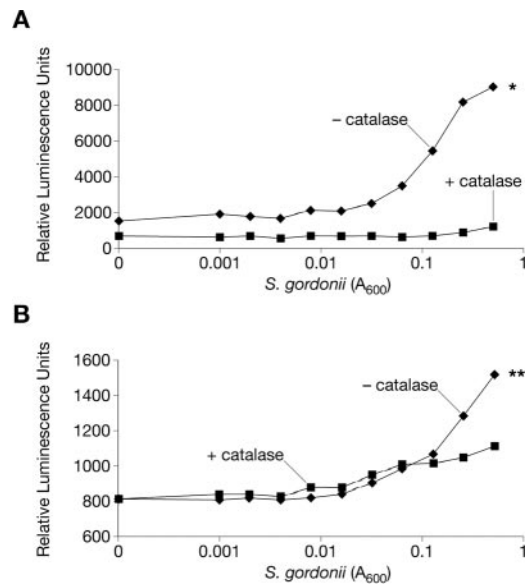 A
Relative Luminescence Units
10000
8000
6000
4000
2000
0
– catalase
+ catalase
*
0 0.001 0.01 0.1 1
S. gordonii (A600)
B
Relative Luminescence Units
1600
1400
1200
1000
800
600
– catalase
+ catalase
**
0 0.001 0.01 0.1 1
S. gordonii (A600)